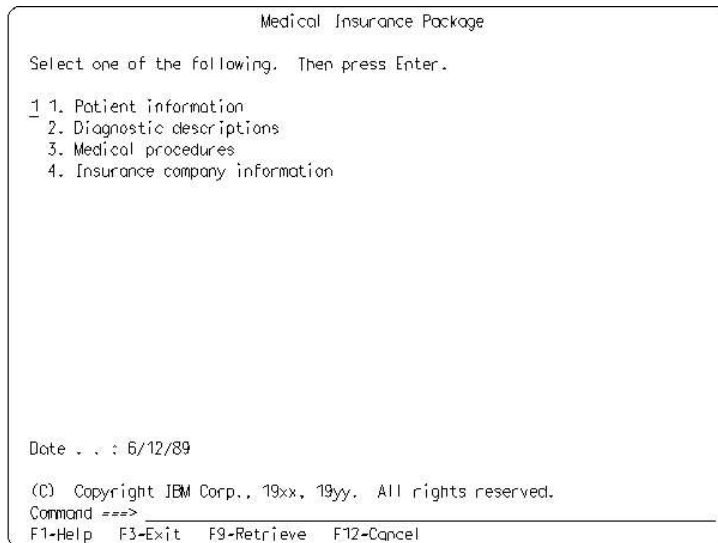 Medical Insurance Package
Select one of the following.  Then press Enter.
1 1. Patient information
2. Diagnostic descriptions
3. Medical procedures
4. Insurance company information
Date . . : 6/12/89
(C)  Copyright IBM Corp., 19xx, 19yy.  All rights reserved.
Command ===>
F1=Help  F3=Exit  F9=Retrieve  F12=Cancel